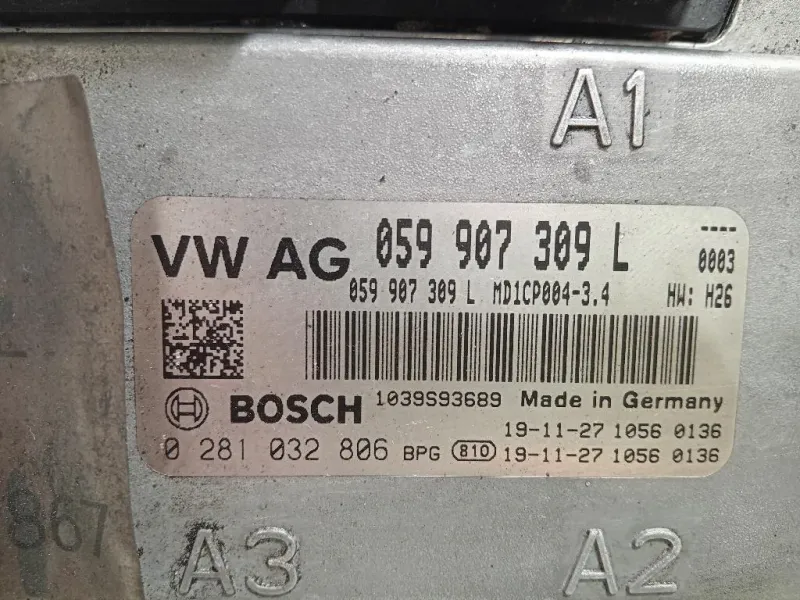 A1
VW AG 059 907 309 L ----
0003
059 907 309 L MD1CP004-3.4 HW: H26
BOSCH 1039S93689 Made in Germany
19-11-27 1056 0136
0 281 032 806 BPG 810 19-11-27 1056 0136
867
A3 A2